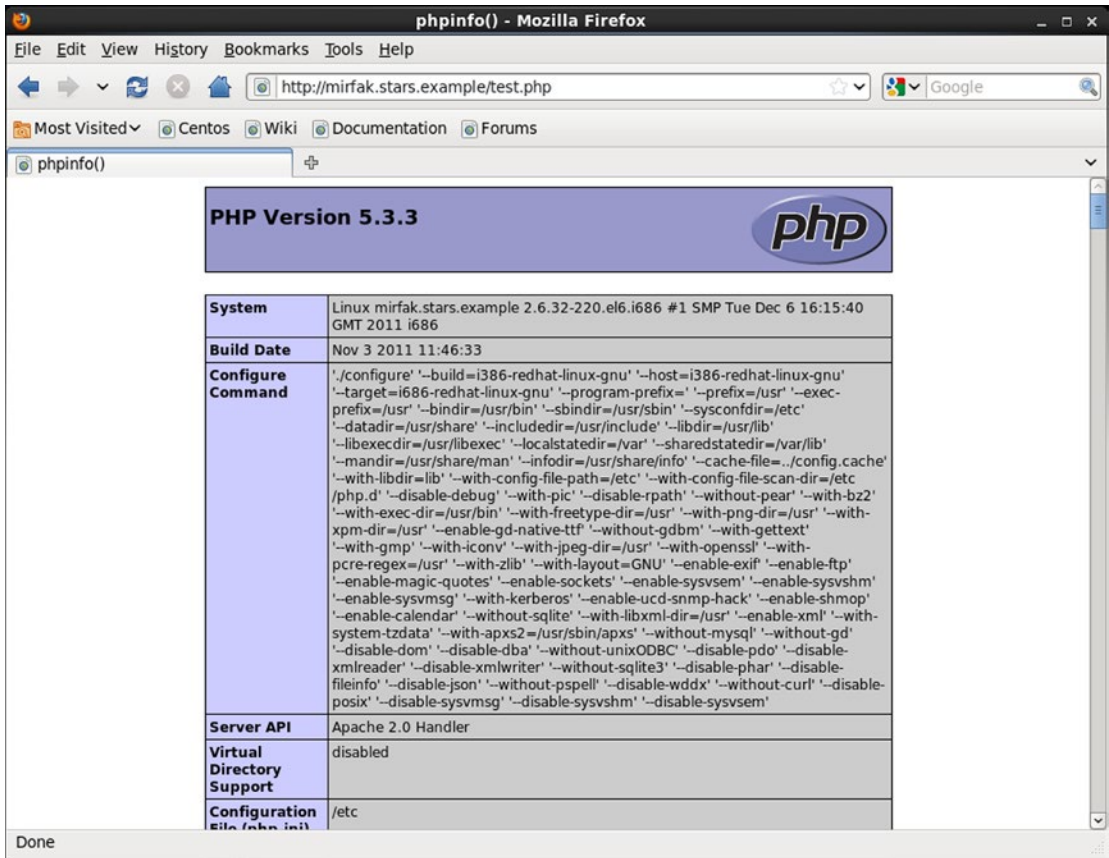 phpinfo() - Mozilla Firefox
File Edit View History Bookmarks Tools Help
http://mirfak.stars.example/test.php
Google
Most Visited Centos Wiki Documentation Forums
phpinfo()
PHP Version 5.3.3
php
System
Linux mirfak.stars.example 2.6.32-220.el6.i686 #1 SMP Tue Dec 6 16:15:40
GMT 2011 i686
Build Date
Nov 3 2011 11:46:33
Configure
Command
'./configure' '--build=i386-redhat-linux-gnu' '--host=i386-redhat-linux-gnu'
'--target=i686-redhat-linux-gnu' '--program-prefix=' '--prefix=/usr' '--exec-
prefix=/usr' '--bindir=/usr/bin' '--sbindir=/usr/sbin' '--sysconfdir=/etc'
'--datadir=/usr/share' '--includedir=/usr/include' '--libdir=/usr/lib'
'--libexecdir=/usr/libexec' '--localstatedir=/var' '--sharedstatedir=/var/lib'
'--mandir=/usr/share/man' '--infodir=/usr/share/info' '--cache-file=../config.cache'
'--with-libdir=lib' '--with-config-file-path=/etc' '--with-config-file-scan-dir=/etc
/php.d' '--disable-debug' '--with-pic' '--disable-rpath' '--without-pear' '--with-bz2'
'--with-exec-dir=/usr/bin' '--with-freetype-dir=/usr' '--with-png-dir=/usr' '--with-
xpm-dir=/usr' '--enable-gd-native-ttf' '--without-gdbm' '--with-gettext'
'--with-gmp' '--with-iconv' '--with-jpeg-dir=/usr' '--with-openssl' '--with-
pcre-regex=/usr' '--with-zlib' '--with-layout=GNU' '--enable-exif' '--enable-ftp'
'--enable-magic-quotes' '--enable-sockets' '--enable-sysvsem' '--enable-sysvshm'
'--enable-sysvmsg' '--with-kerberos' '--enable-ucd-snmp-hack' '--enable-shmop'
'--enable-calendar' '--without-sqlite' '--with-libxml-dir=/usr' '--enable-xml' '--with-
system-tzdata' '--with-apxs2=/usr/sbin/apxs' '--without-mysql' '--without-gd'
'--disable-dom' '--disable-dba' '--without-unixODBC' '--disable-pdo' '--disable-
xmlreader' '--disable-xmlwriter' '--without-sqlite3' '--disable-phar' '--disable-
fileinfo' '--disable-json' '--without-pspell' '--disable-wddx' '--without-curl' '--disable-
posix' '--disable-sysvmsg' '--disable-sysvshm' '--disable-sysvsem'
Server API
Apache 2.0 Handler
Virtual
Directory
Support
disabled
Configuration
File (php.ini)
/etc
Done